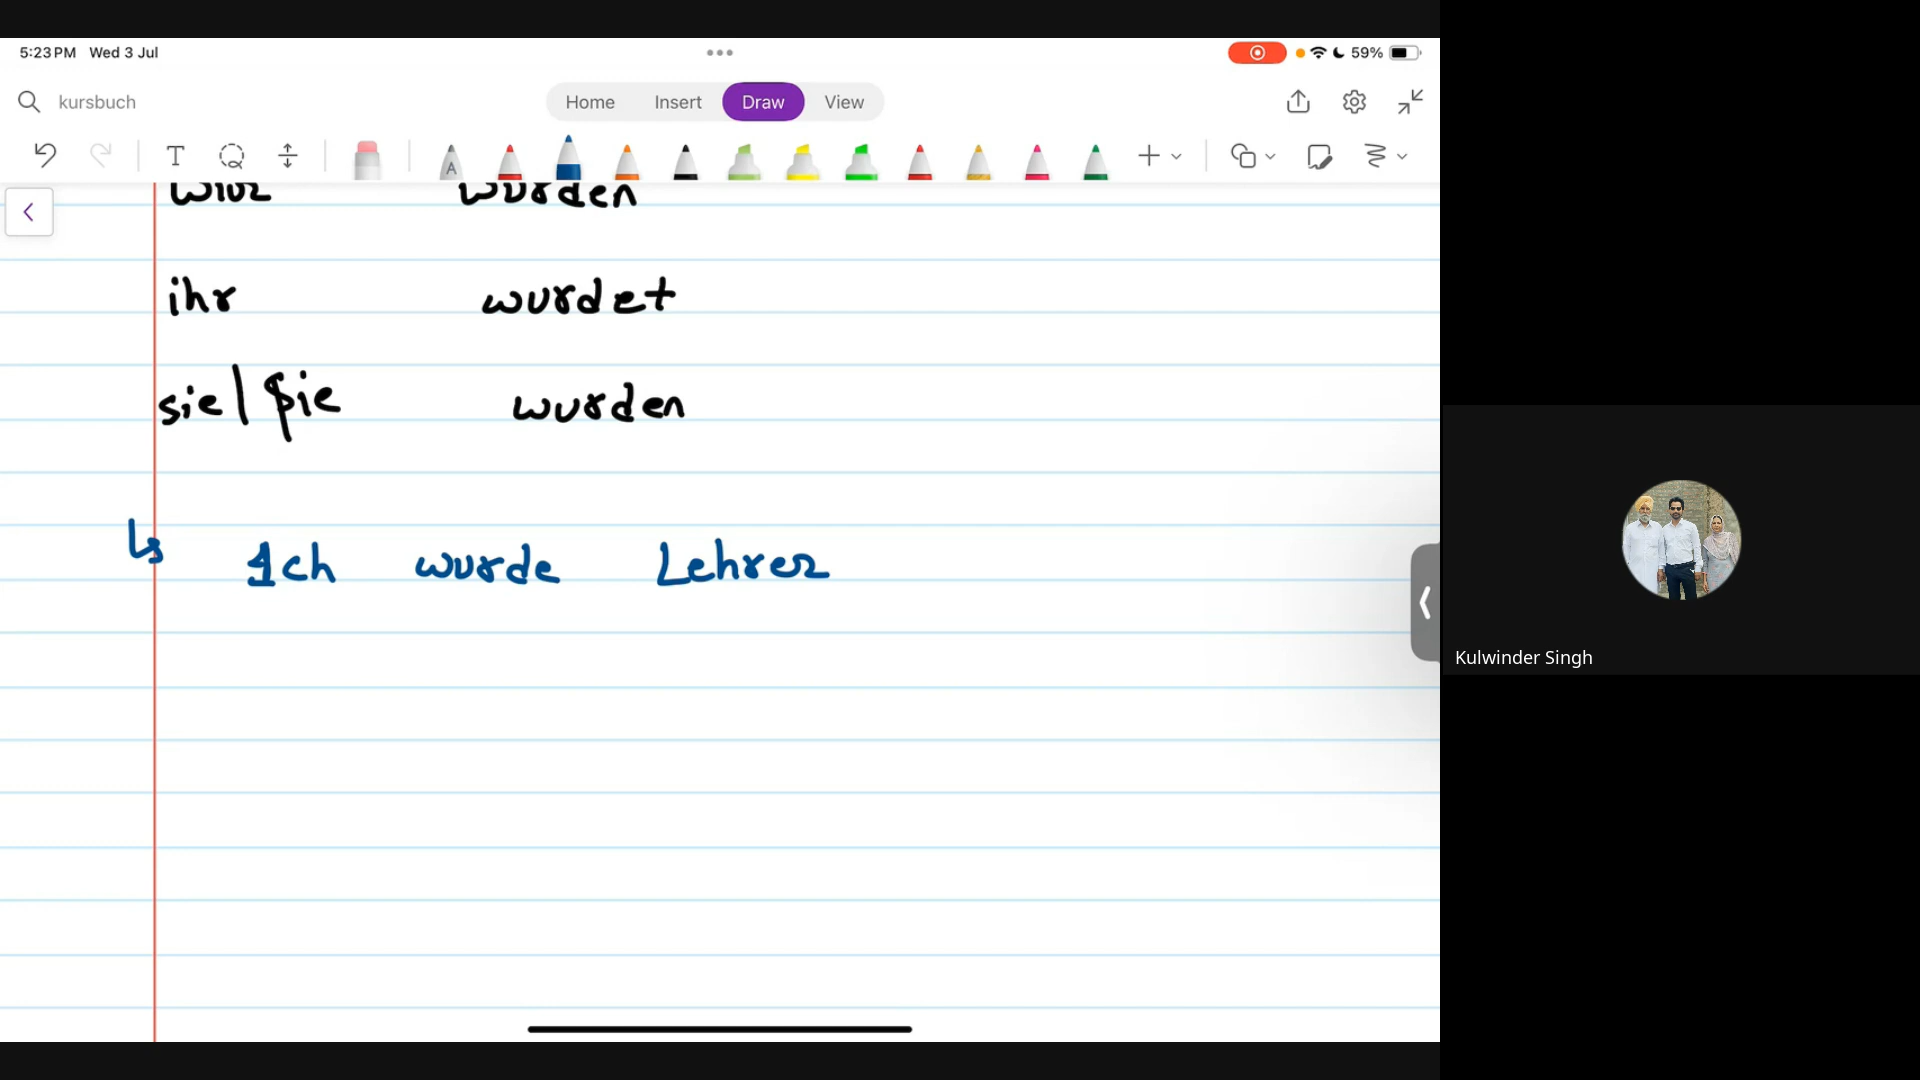 5:23 PM Wed 3 Jul 59%
kursbuch Home Insert Draw View
T A
wir wurden
ihr wurdet
sie/Sie wurden
↳ Ich wurde Lehrer
Kulwinder Singh